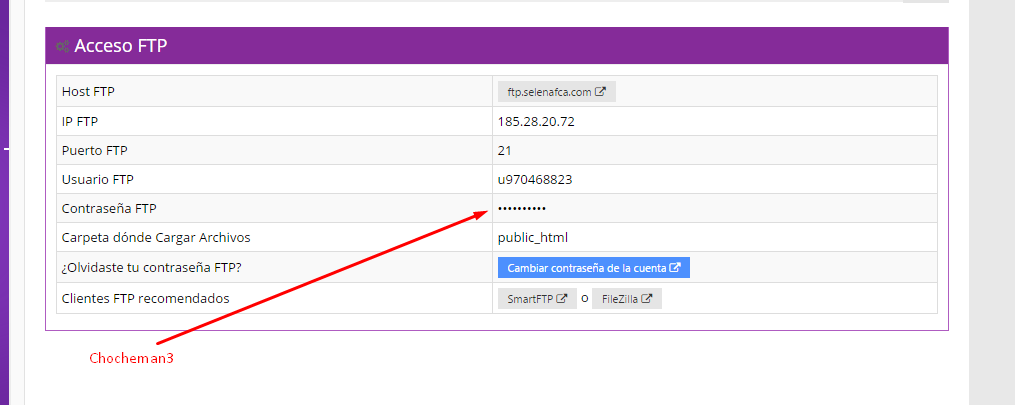 Acceso FTP
Host FTP ftp.selenafca.com
IP FTP 185.28.20.72
Puerto FTP 21
Usuario FTP u970468823
Contraseña FTP ••••••••••
Carpeta dónde Cargar Archivos public_html
¿Olvidaste tu contraseña FTP? Cambiar contraseña de la cuenta
Clientes FTP recomendados SmartFTP o FileZilla
Chocheman3